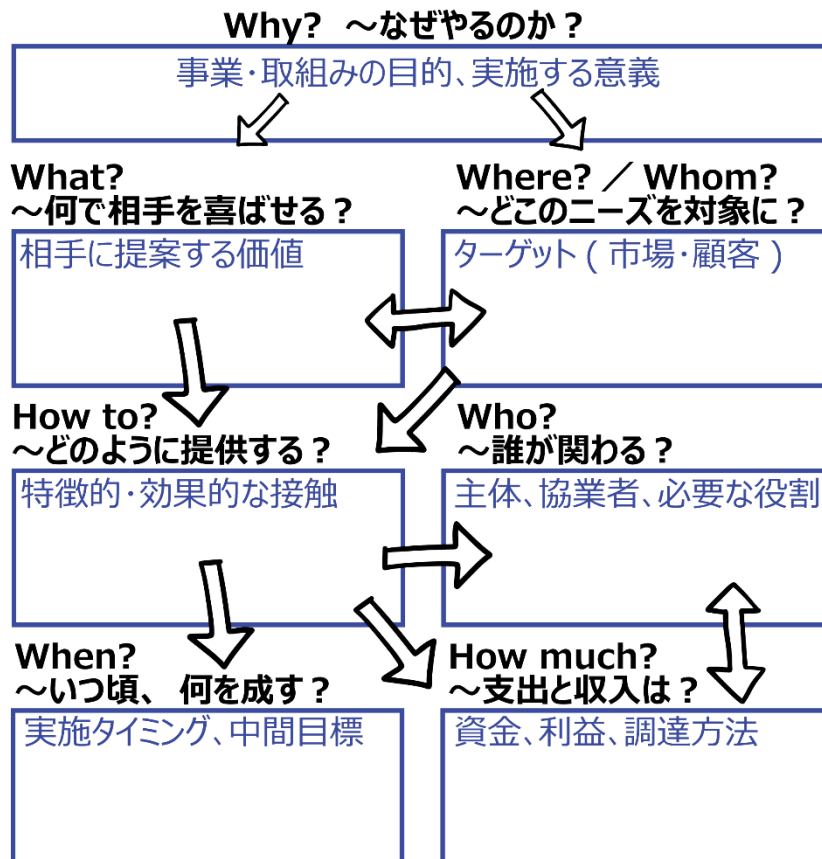 Why? ～なぜやるのか？
事業・取組みの目的、実施する意義
What?
～何で相手を喜ばせる？
相手に提案する価値
Where? ／ Whom?
～どこのニーズを対象に？
ターゲット ( 市場・顧客 )
How to?
～どのように提供する？
特徴的・効果的な接触
Who?
～誰が関わる？
主体、協業者、必要な役割
When?
～いつ頃、何を成す？
実施タイミング、中間目標
How much?
～支出と収入は？
資金、利益、調達方法